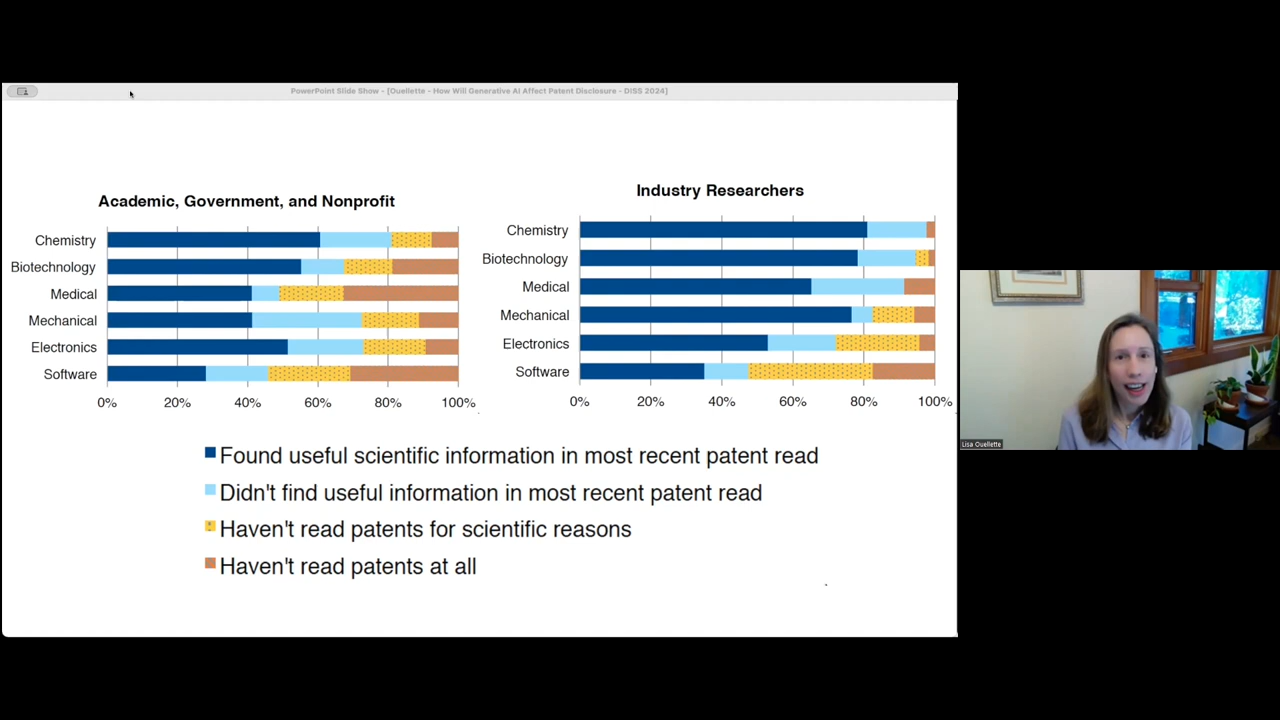 PowerPoint Slide Show - [Ouellette - How Will Generative AI Affect Patent Disclosure - DISS 2024]
Academic, Government, and Nonprofit
Chemistry
Biotechnology
Medical
Mechanical
Electronics
Software
0% 20% 40% 60% 80% 100%
Industry Researchers
Chemistry
Biotechnology
Medical
Mechanical
Electronics
Software
0% 20% 40% 60% 80% 100%
Found useful scientific information in most recent patent read
Didn't find useful information in most recent patent read
Haven't read patents for scientific reasons
Haven't read patents at all
Lisa Ouellette